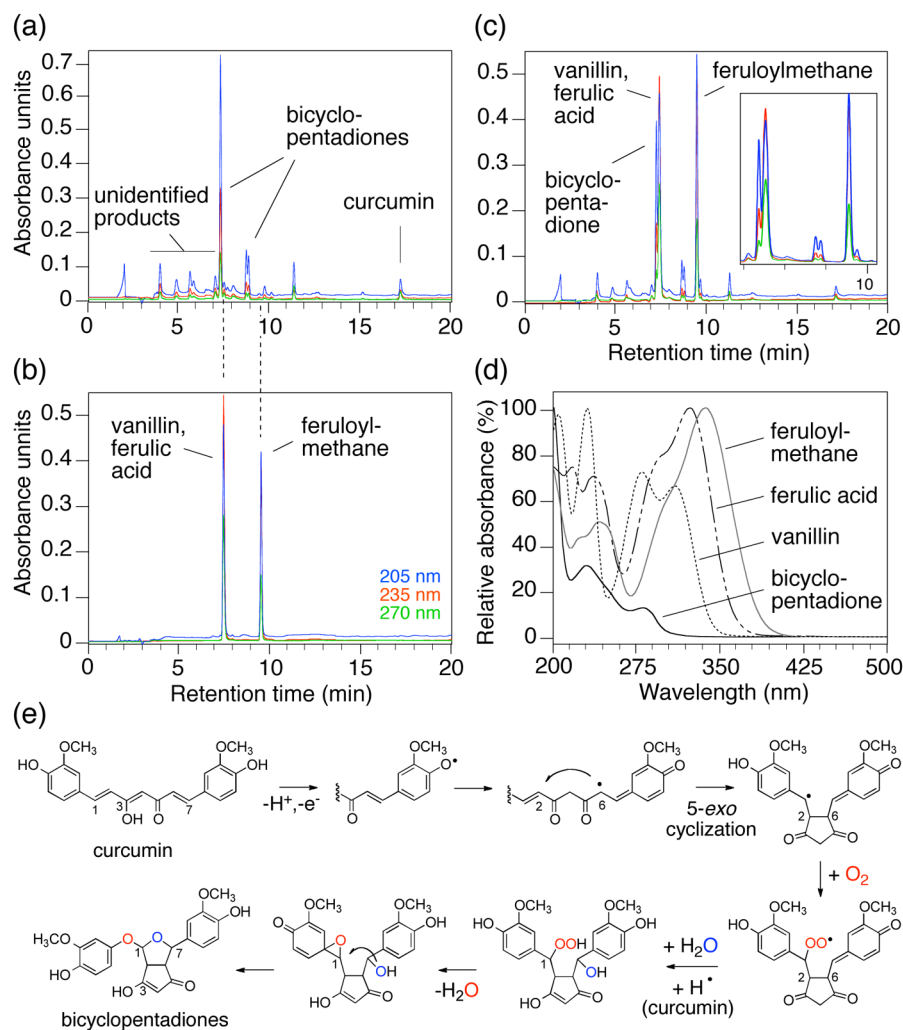 (a)
Absorbance unnits
0.7
0.6
0.5
0.4
0.3
0.2
0.1
0
0
5
10
15
20
bicyclo-
pentadiones
unidentified
products
curcumin
(b)
Absorbance unnits
0.5
0.4
0.3
0.2
0.1
0
0
5
10
15
20
Retention time (min)
vanillin,
ferulic
acid
feruloyl-
methane
205 nm
235 nm
270 nm
(c)
0.5
0.4
0.3
0.2
0.1
0
0
5
10
15
20
Retention time (min)
vanillin,
ferulic
acid
feruloylmethane
bicyclo-
penta-
dione
10
(d)
Relative absorbance (%)
100
80
60
40
20
0
200
275
350
425
500
Wavelength (nm)
feruloyl-
methane
ferulic acid
vanillin
bicyclo-
pentadione
(e)
OCH3
HO
OCH3
OH
1
3
7
OH
O
curcumin
-H+,-e-
OCH3
O•
O
OCH3
O
2
6
O
O
5-exo
cyclization
OCH3
HO
OCH3
O
2
6
O
O
+ O2
OCH3
HO
OCH3
O
OO•
2
6
O
O
+ H2O
+ H•
(curcumin)
OCH3
HO
OCH3
OH
OOH
1
OH
HO
O
-H2O
OCH3
O
OCH3
OH
O
1
OH
HO
O
OCH3
OH
H3CO
HO
O
O
1
7
3
HO
O
bicyclopentadiones